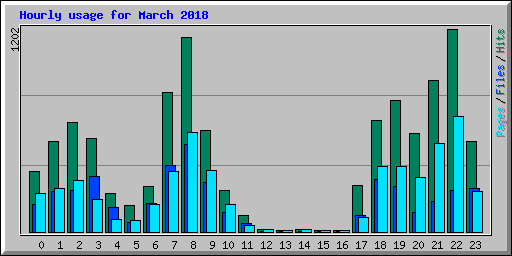 Hourly usage for March 2018
1202
Pages/Files/Hits
0 1 2 3 4 5 6 7 8 9 10 11 12 13 14 15 16 17 18 19 20 21 22 23